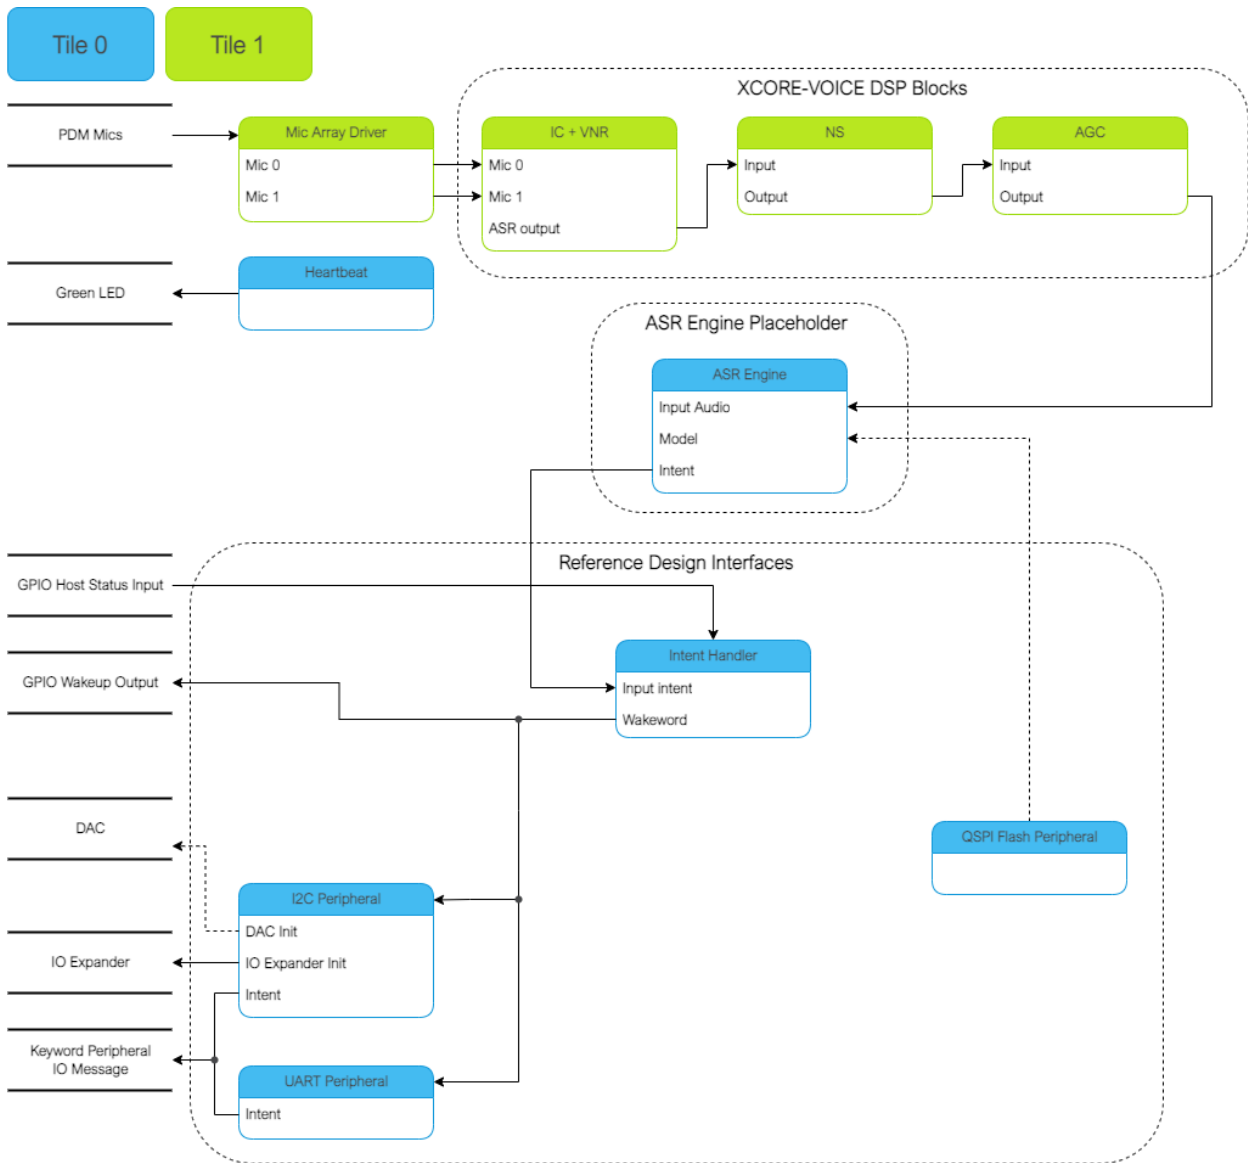 Tile 0
Tile 1
XCORE-VOICE DSP Blocks
PDM Mics
Mic Array Driver
Mic 0
Mic 1
IC + VNR
Mic 0
Mic 1
ASR output
NS
Input
Output
AGC
Input
Output
Green LED
Heartbeat
ASR Engine Placeholder
ASR Engine
Input Audio
Model
Intent
Reference Design Interfaces
GPIO Host Status Input
GPIO Wakeup Output
Intent Handler
Input intent
Wakeword
DAC
QSPI Flash Peripheral
I2C Peripheral
DAC Init
IO Expander Init
Intent
IO Expander
Keyword Peripheral
IO Message
UART Peripheral
Intent